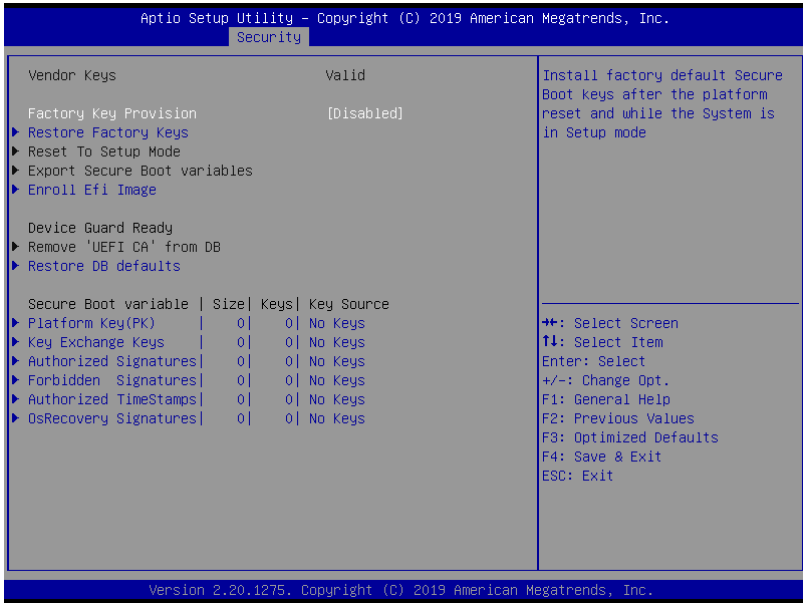 Aptio Setup Utility – Copyright (C) 2019 American Megatrends, Inc.
Security
Vendor Keys Valid
Factory Key Provision [Disabled]
Restore Factory Keys
Reset To Setup Mode
Export Secure Boot variables
Enroll Efi Image
Device Guard Ready
Remove 'UEFI CA' from DB
Restore DB defaults
Secure Boot variable | Size| Keys| Key Source
Platform Key(PK) | 0| 0| No Keys
Key Exchange Keys | 0| 0| No Keys
Authorized Signatures| 0| 0| No Keys
Forbidden Signatures| 0| 0| No Keys
Authorized TimeStamps| 0| 0| No Keys
OsRecovery Signatures| 0| 0| No Keys
Install factory default Secure
Boot keys after the platform
reset and while the System is
in Setup mode
→←: Select Screen
↑↓: Select Item
Enter: Select
+/-: Change Opt.
F1: General Help
F2: Previous Values
F3: Optimized Defaults
F4: Save & Exit
ESC: Exit
Version 2.20.1275. Copyright (C) 2019 American Megatrends, Inc.